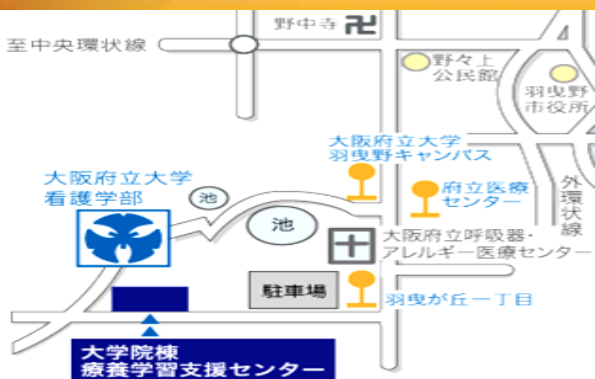 野中寺
至中央環状線
野々上
公民館
羽曳野
市役所
大阪府立大学
羽曳野キャンパス
大阪府立大学
看護学部
池
府立医療
センター
外環状線
池
大阪府立呼吸器・
アレルギー医療センター
駐車場
羽曳が丘一丁目
大学院棟
療養学習支援センター